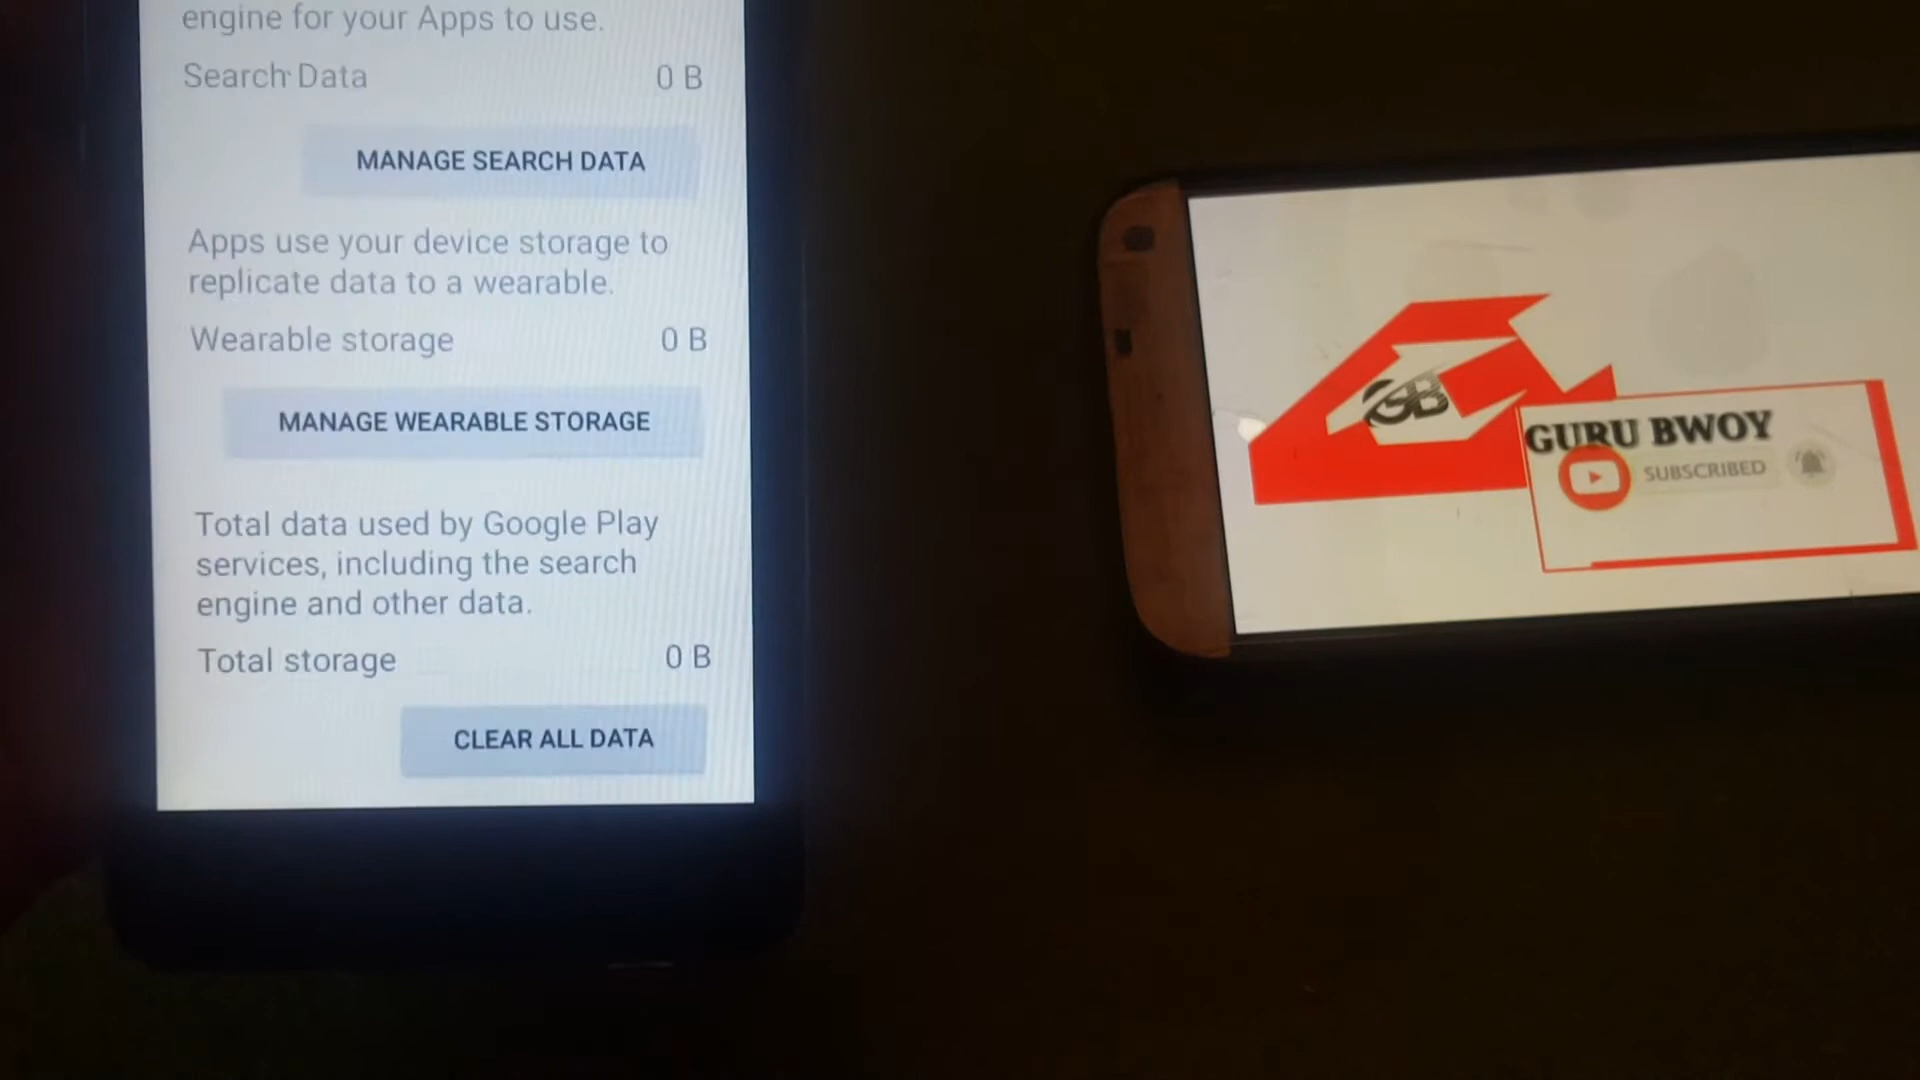 engine for your Apps to use.
Search Data 0 B
MANAGE SEARCH DATA
Apps use your device storage to
replicate data to a wearable.
Wearable storage 0 B
MANAGE WEARABLE STORAGE
Total data used by Google Play
services, including the search
engine and other data.
Total storage 0 B
CLEAR ALL DATA
GB
GURU BWOY
SUBSCRIBED